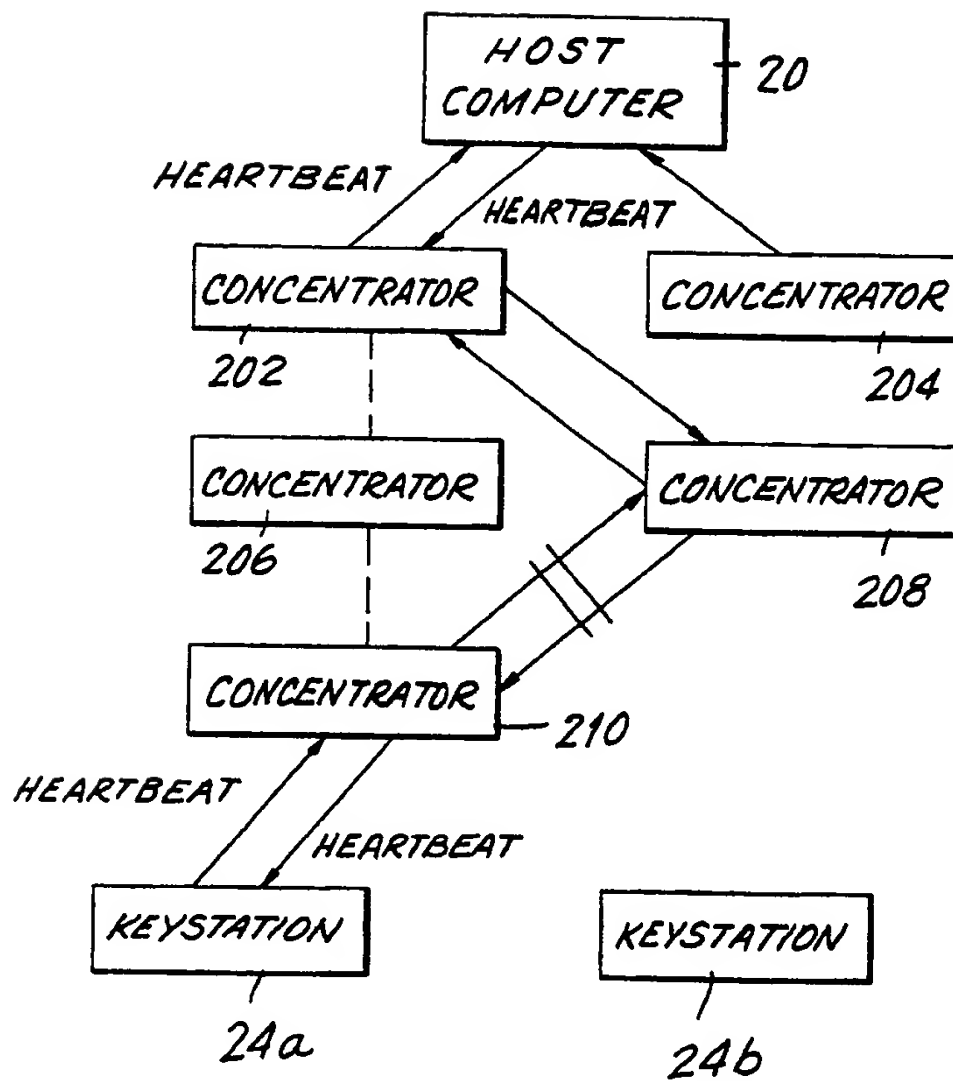 HOST
COMPUTER
20
HEARTBEAT
HEARTBEAT
CONCENTRATOR
CONCENTRATOR
202
204
CONCENTRATOR
CONCENTRATOR
206
208
CONCENTRATOR
210
HEARTBEAT
HEARTBEAT
KEYSTATION
KEYSTATION
24a
24b